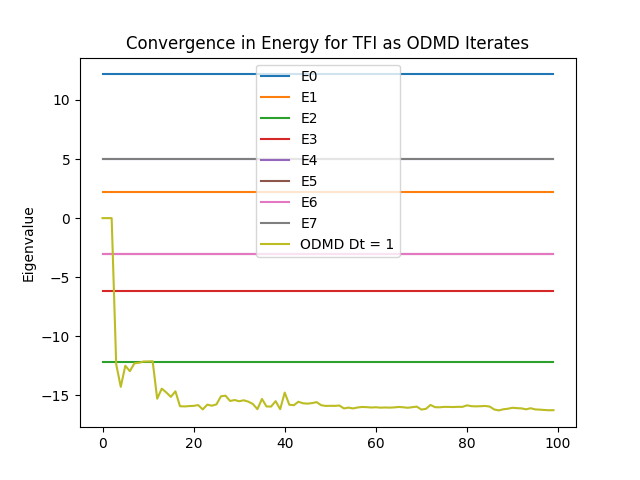 Convergence in Energy for TFI as ODMD Iterates
Eigenvalue
10
5
0
−5
−10
−15
0
20
40
60
80
100
E0
E1
E2
E3
E4
E5
E6
E7
ODMD Dt = 1